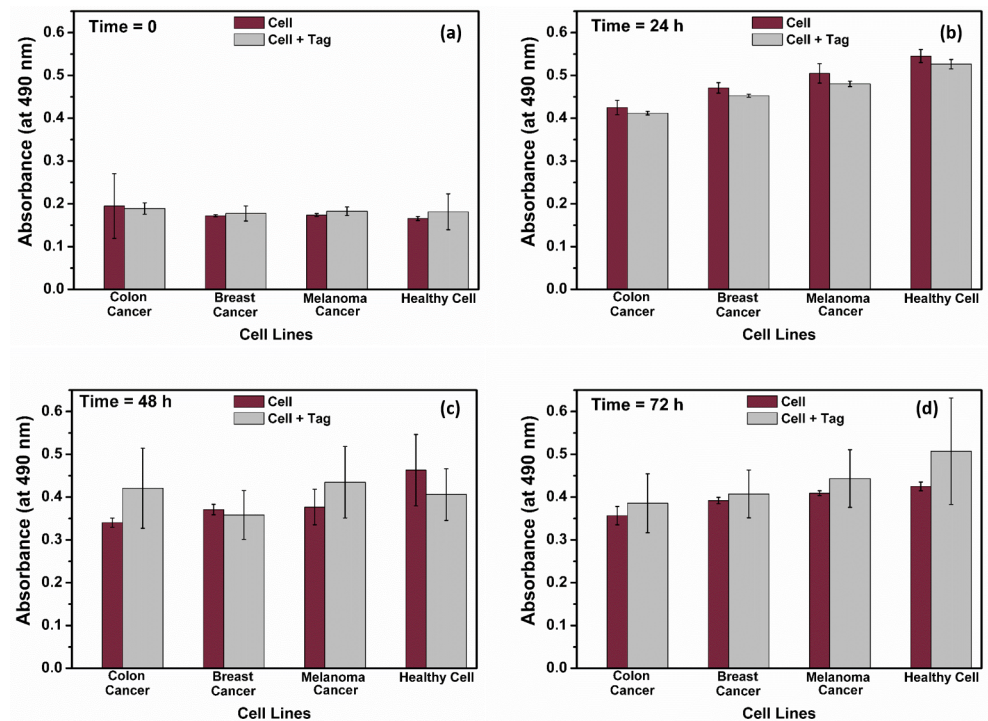 Time = 0
Cell
Cell + Tag
(a)
Absorbance (at 490 nm)
0.6
0.5
0.4
0.3
0.2
0.1
0.0
Colon Cancer
Breast Cancer
Melanoma Cancer
Healthy Cell
Cell Lines
Time = 24 h
Cell
Cell + Tag
(b)
Absorbance (at 490 nm)
0.6
0.5
0.4
0.3
0.2
0.1
0.0
Colon Cancer
Breast Cancer
Melanoma Cancer
Healthy Cell
Cell Lines
Time = 48 h
Cell
Cell + Tag
(c)
Absorbance (at 490 nm)
0.6
0.5
0.4
0.3
0.2
0.1
0.0
Colon Cancer
Breast Cancer
Melanoma Cancer
Healthy Cell
Cell Lines
Time = 72 h
Cell
Cell + Tag
(d)
Absorbance (at 490 nm)
0.6
0.5
0.4
0.3
0.2
0.1
0.0
Colon Cancer
Breast Cancer
Melanoma Cancer
Healthy Cell
Cell Lines